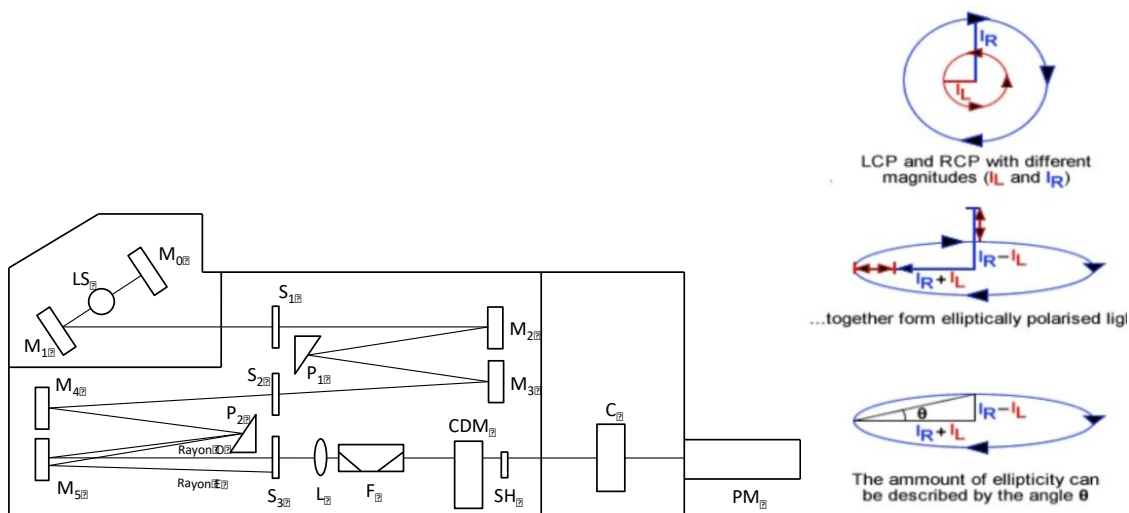 LCP and RCP with different
magnitudes (IL and IR)
IR
IL
IR−IL
IR+IL
...together form elliptically polarised ligh
θ
IR−IL
IR+IL
The ammount of ellipticity can
be described by the angle θ
M0
LS
M1
S1
M2
P1
M3
S2
M4
P2
Rayon O
Rayon E
M5
S3
L
F
CDM
SH
C
PM